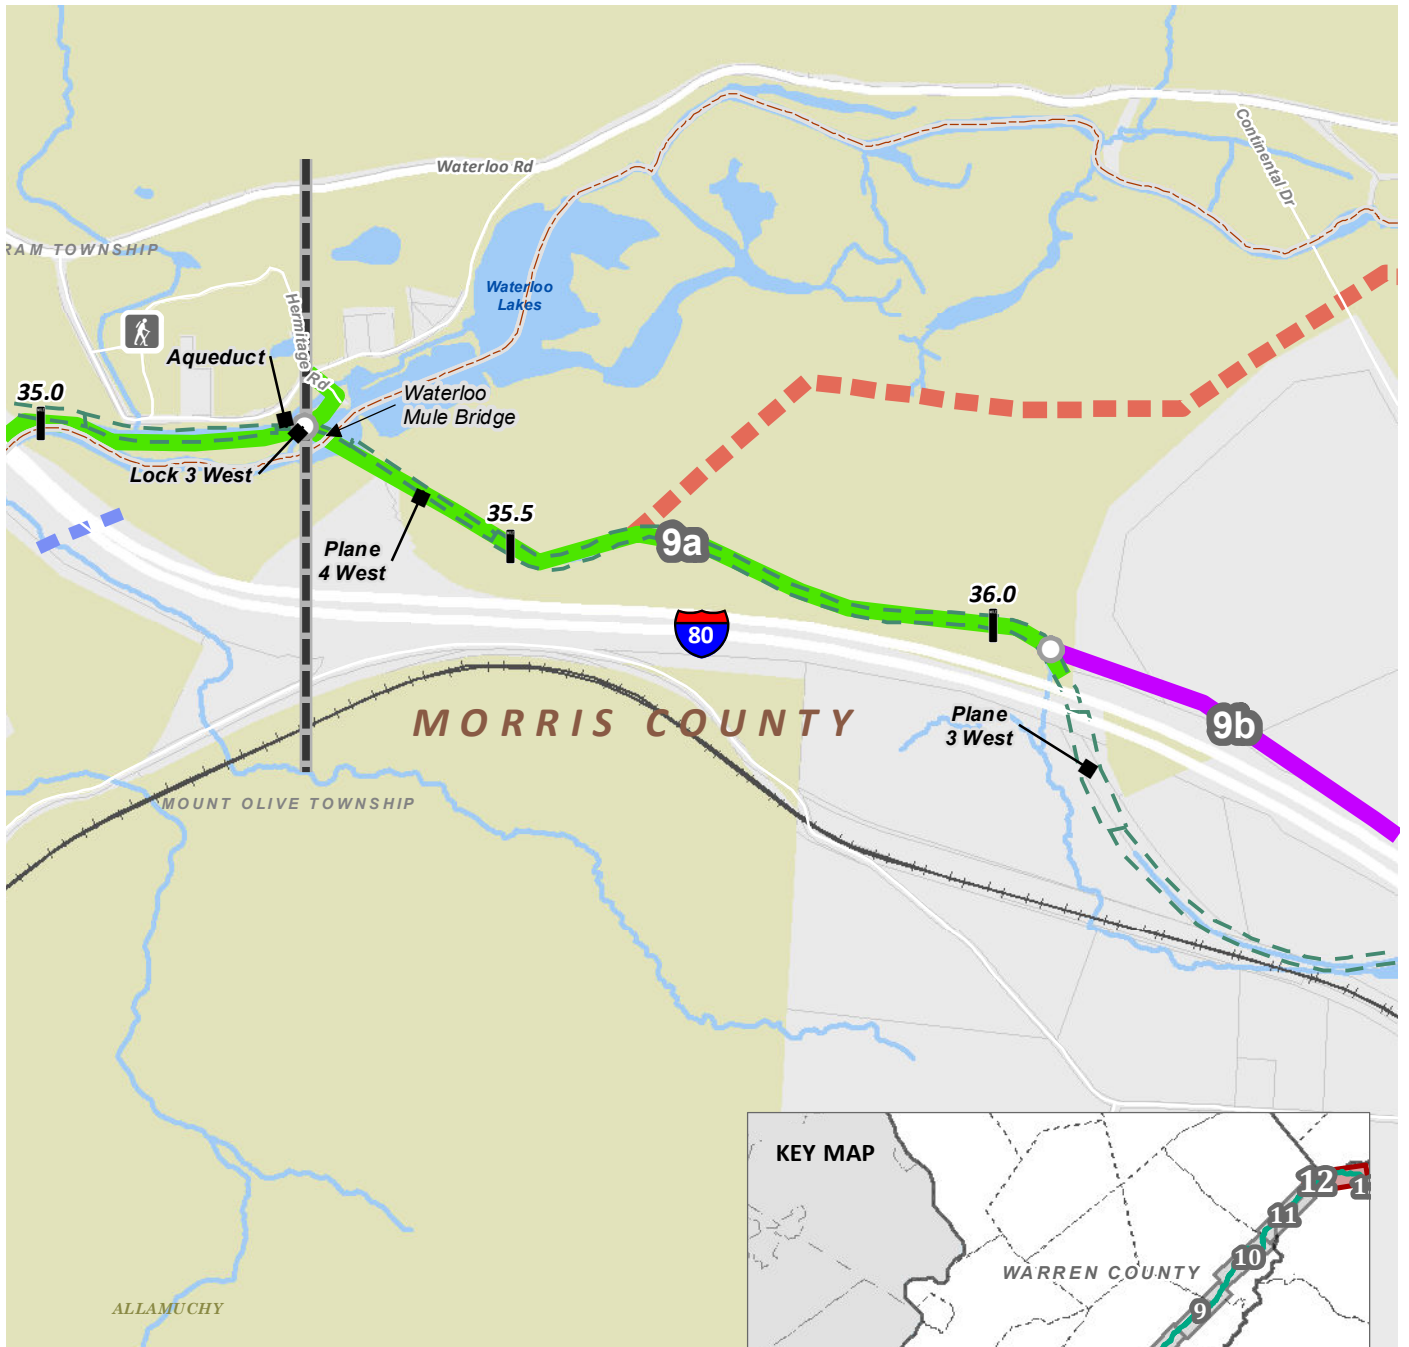 Continental Dr
Waterloo Rd
RAM TOWNSHIP
Waterloo
Lakes
Hermitage Rd
Aqueduct
35.0
Waterloo
Mule Bridge
Lock 3 West
35.5
Plane
4 West
9a
36.0
80
MORRIS COUNTY
Plane
3 West
9b
MOUNT OLIVE TOWNSHIP
KEY MAP
12
11
10
WARREN COUNTY
9
ALLAMUCHY